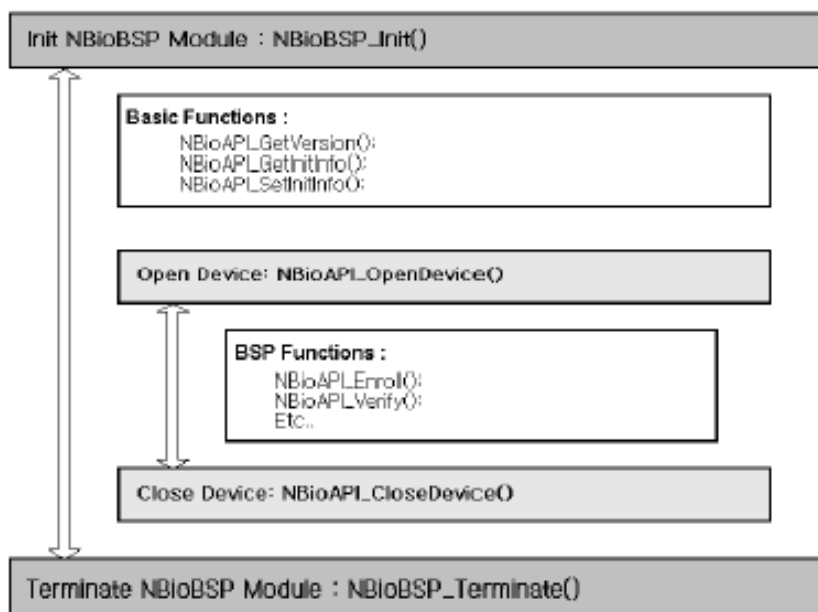 Init NBioBSP Module : NBioBSP_Init()
Basic Functions :
NBioAPI_GetVersion();
NBioAPI_GetInitInfo();
NBioAPI_SetInitInfo();
Open Device: NBioAPI_OpenDevice()
BSP Functions :
NBioAPI_Enroll();
NBioAPI_Verify();
Etc..
Close Device: NBioAPI_CloseDevice()
Terminate NBioBSP Module : NBioBSP_Terminate()